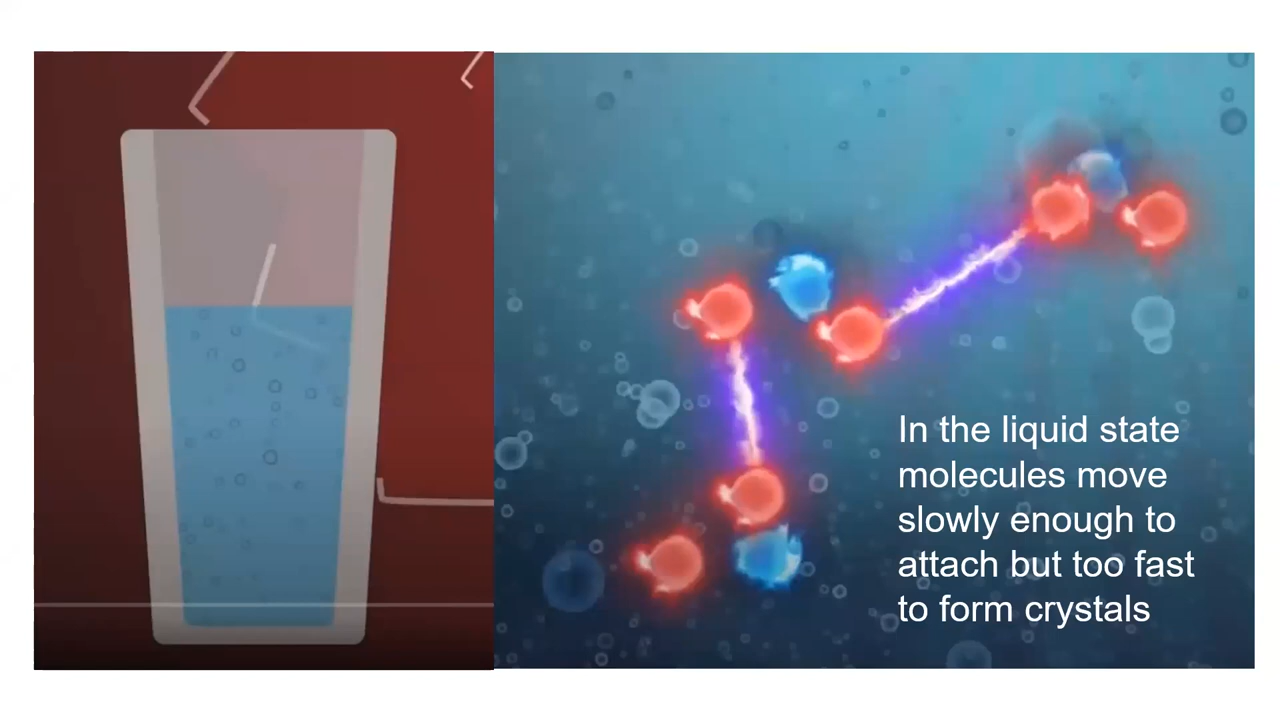 In the liquid state
molecules move
slowly enough to
attach but too fast
to form crystals